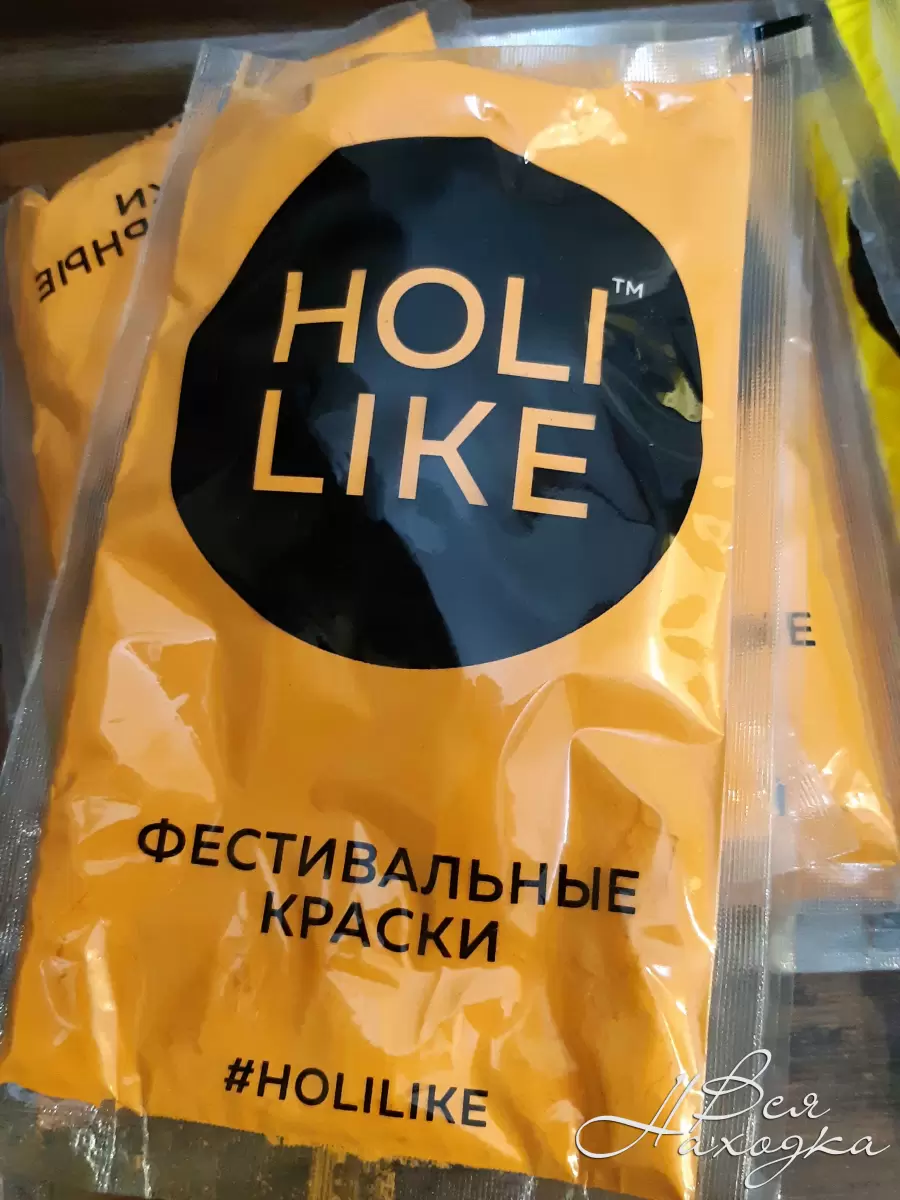 HOLI™
LIKE
ФЕСТИВАЛЬНЫЕ
КРАСКИ
#HOLILIKE
E
Вся
Находка